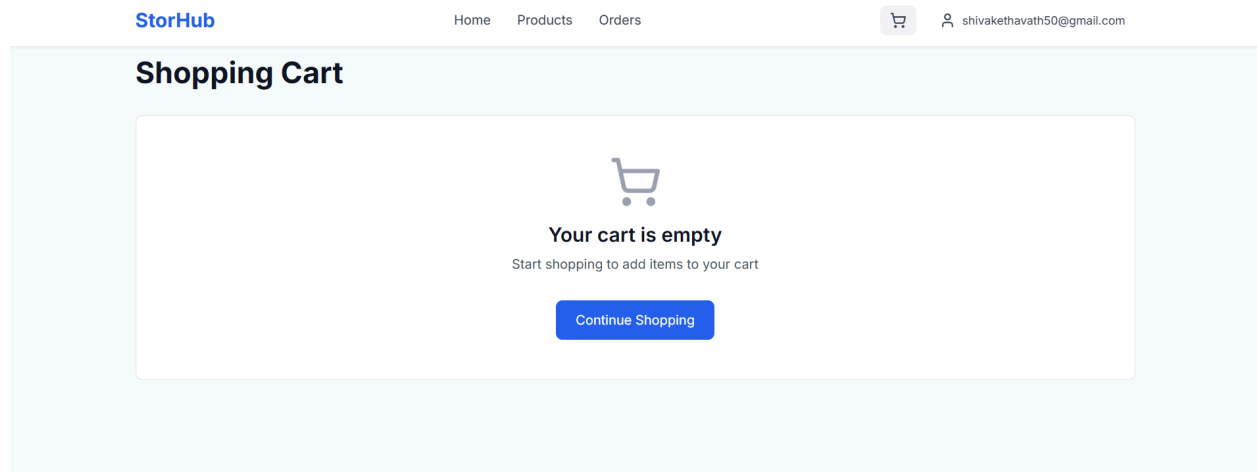 StorHub
Home Products Orders
shivakethavath50@gmail.com
Shopping Cart
Your cart is empty
Start shopping to add items to your cart
Continue Shopping